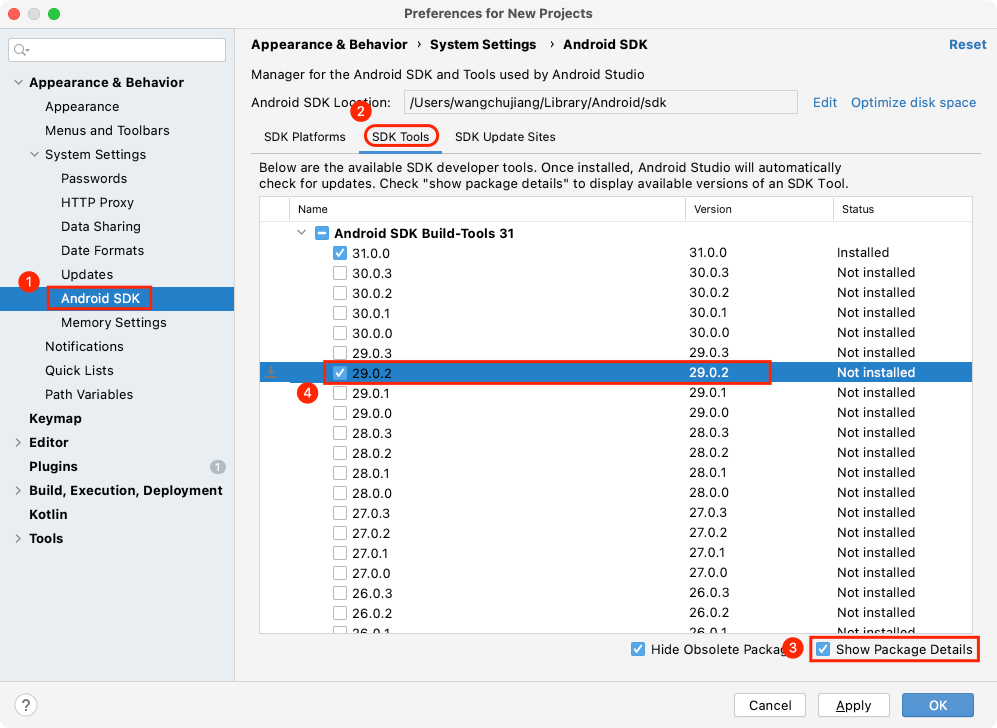 Preferences for New Projects
Appearance & Behavior › System Settings › Android SDK Reset
Manager for the Android SDK and Tools used by Android Studio
Android SDK Location: /Users/wangchujiang/Library/Android/sdk Edit Optimize disk space
2
SDK Platforms SDK Tools SDK Update Sites
Below are the available SDK developer tools. Once installed, Android Studio will automatically
check for updates. Check "show package details" to display available versions of an SDK Tool.
Appearance & Behavior
Appearance
Menus and Toolbars
System Settings
Passwords
HTTP Proxy
Data Sharing
Date Formats
Updates
1
Android SDK
Memory Settings
Notifications
Quick Lists
Path Variables
Keymap
Editor
Plugins 1
Build, Execution, Deployment
Kotlin
Tools
Name Version Status
Android SDK Build-Tools 31
31.0.0 31.0.0 Installed
30.0.3 30.0.3 Not installed
30.0.2 30.0.2 Not installed
30.0.1 30.0.1 Not installed
30.0.0 30.0.0 Not installed
29.0.3 29.0.3 Not installed
29.0.2 29.0.2 Not installed
4
29.0.1 29.0.1 Not installed
29.0.0 29.0.0 Not installed
28.0.3 28.0.3 Not installed
28.0.2 28.0.2 Not installed
28.0.1 28.0.1 Not installed
28.0.0 28.0.0 Not installed
27.0.3 27.0.3 Not installed
27.0.2 27.0.2 Not installed
27.0.1 27.0.1 Not installed
27.0.0 27.0.0 Not installed
26.0.3 26.0.3 Not installed
26.0.2 26.0.2 Not installed
26.0.1 26.0.1 Not installed
Hide Obsolete Packag 3 Show Package Details
? Cancel Apply OK